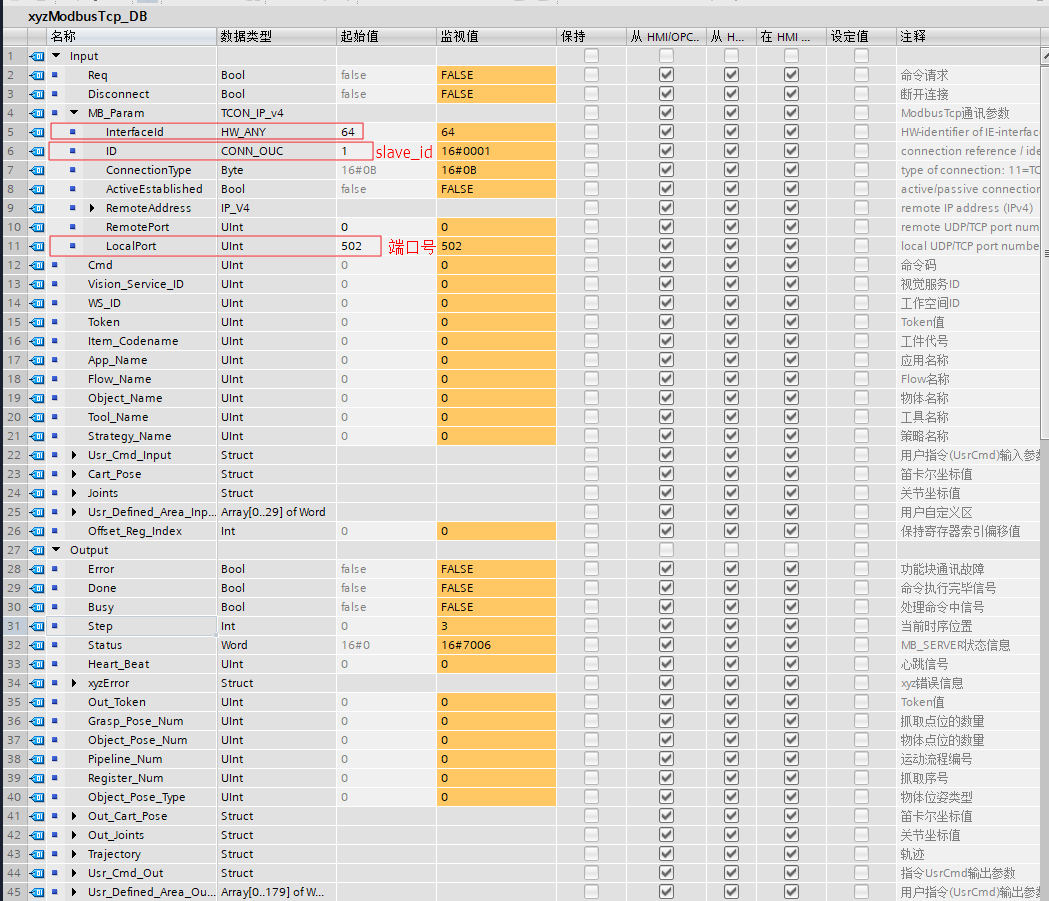 xyzModbusTcp_DB
名称 数据类型 起始值 监视值 保持 从 HMI/OPC.. 从 H... 在 HMI ... 设定值 注释
1 Input
2 Req Bool false FALSE 命令请求
3 Disconnect Bool false FALSE 断开连接
4 MB_Param TCON_IP_v4 ModbusTcp通讯参数
5 InterfaceId HW_ANY 64 64 HW-identifier of IE-interfac
6 ID CONN_OUC 1 slave_id 16#0001 connection reference / ide
7 ConnectionType Byte 16#0B 16#0B type of connection: 11=TC
8 ActiveEstablished Bool false FALSE active/passive connection
9 RemoteAddress IP_V4 remote IP address (IPv4)
10 RemotePort UInt 0 0 remote UDP/TCP port num
11 LocalPort UInt 502 端口号 502 local UDP/TCP port numbe
12 Cmd UInt 0 0 命令码
13 Vision_Service_ID UInt 0 0 视觉服务ID
14 WS_ID UInt 0 0 工作空间ID
15 Token UInt 0 0 Token值
16 Item_Codename UInt 0 0 工件代号
17 App_Name UInt 0 0 应用名称
18 Flow_Name UInt 0 0 Flow名称
19 Object_Name UInt 0 0 物体名称
20 Tool_Name UInt 0 0 工具名称
21 Strategy_Name UInt 0 0 策略名称
22 Usr_Cmd_Input Struct 用户指令(UsrCmd)输入参数
23 Cart_Pose Struct 笛卡尔坐标值
24 Joints Struct 关节坐标值
25 Usr_Defined_Area_Inp... Array[0..29] of Word 用户自定义区
26 Offset_Reg_Index Int 0 0 保持寄存器索引偏移值
27 Output
28 Error Bool false FALSE 功能块通讯故障
29 Done Bool false FALSE 命令执行完毕信号
30 Busy Bool false FALSE 处理命令中信号
31 Step Int 0 3 当前时序位置
32 Status Word 16#0 16#7006 MB_SERVER状态信息
33 Heart_Beat UInt 0 0 心跳信号
34 xyzError Struct xyz错误信息
35 Out_Token UInt 0 0 Token值
36 Grasp_Pose_Num UInt 0 0 抓取点位的数量
37 Object_Pose_Num UInt 0 0 物体点位的数量
38 Pipeline_Num UInt 0 0 运动流程编号
39 Register_Num UInt 0 0 抓取序号
40 Object_Pose_Type UInt 0 0 物体位姿类型
41 Out_Cart_Pose Struct 笛卡尔坐标值
42 Out_Joints Struct 关节坐标值
43 Trajectory Struct 轨迹
44 Usr_Cmd_Out Struct 指令UsrCmd输出参数
45 Usr_Defined_Area_Ou... Array[0..179] of W... 用户指令(UsrCmd)输出参